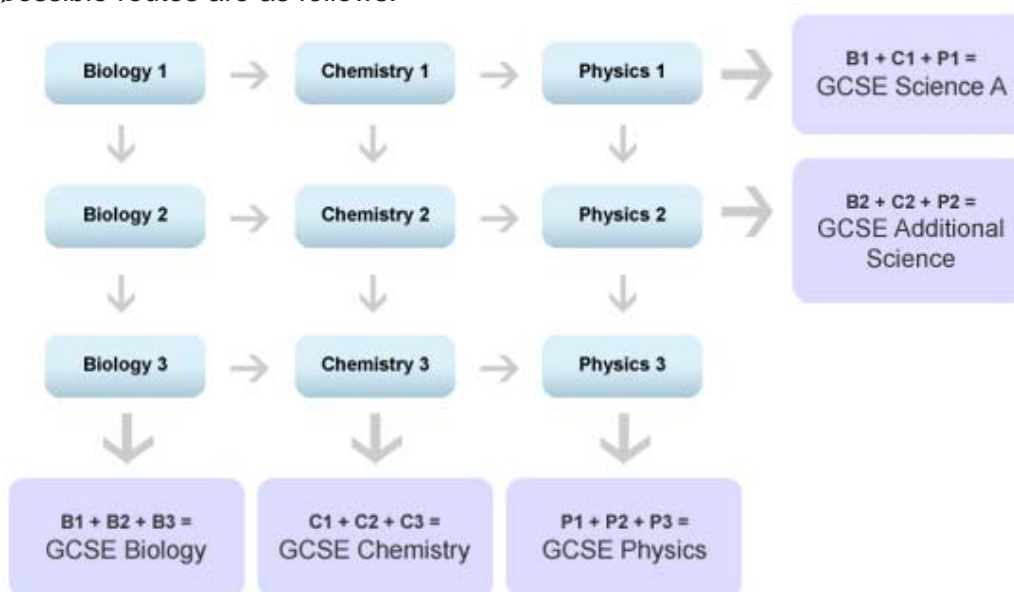 possible routes are as follows:
Biology 1
Chemistry 1
Physics 1
B1 + C1 + P1 =
GCSE Science A
Biology 2
Chemistry 2
Physics 2
B2 + C2 + P2 =
GCSE Additional
Science
Biology 3
Chemistry 3
Physics 3
B1 + B2 + B3 =
GCSE Biology
C1 + C2 + C3 =
GCSE Chemistry
P1 + P2 + P3 =
GCSE Physics